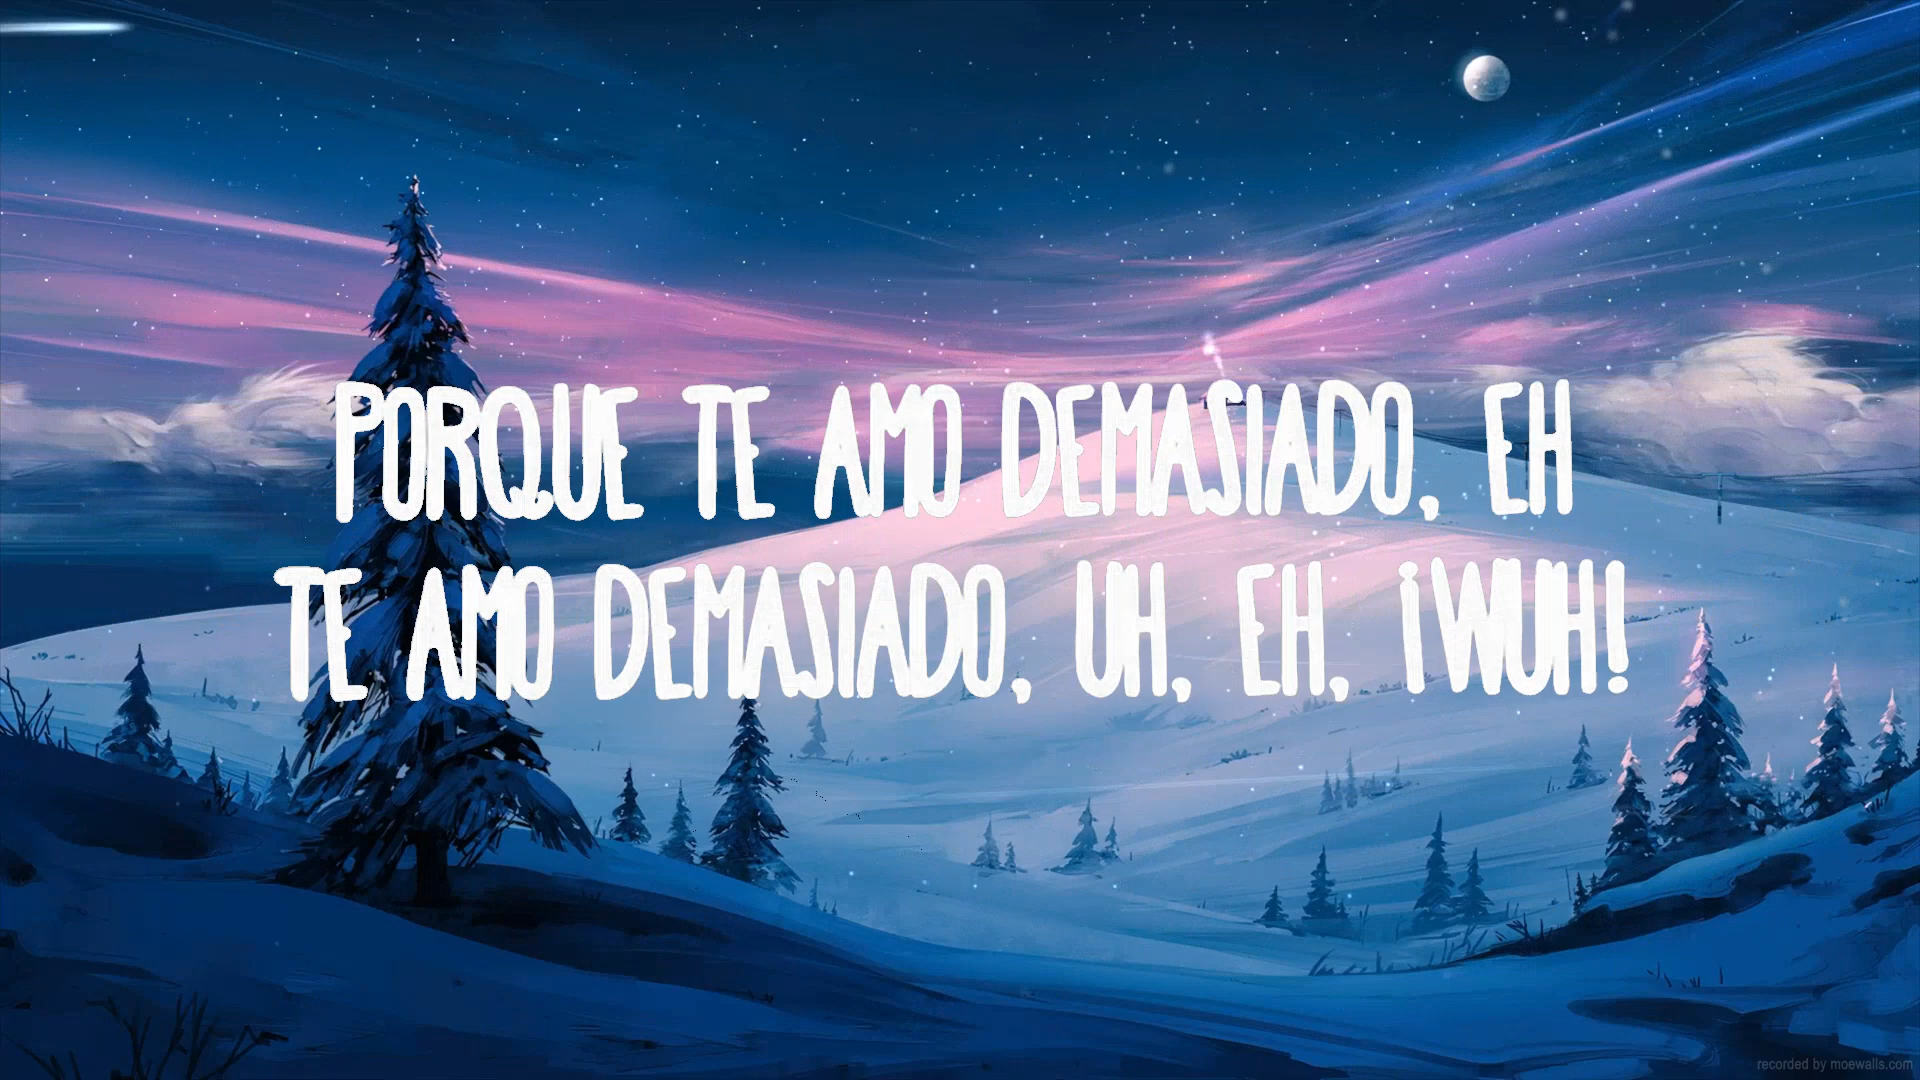 PORQUE TE AMO DEMASIADO, EH
TE AMO DEMASIADO, UH, EH, ¡WUH!
recorded by moewalls.com